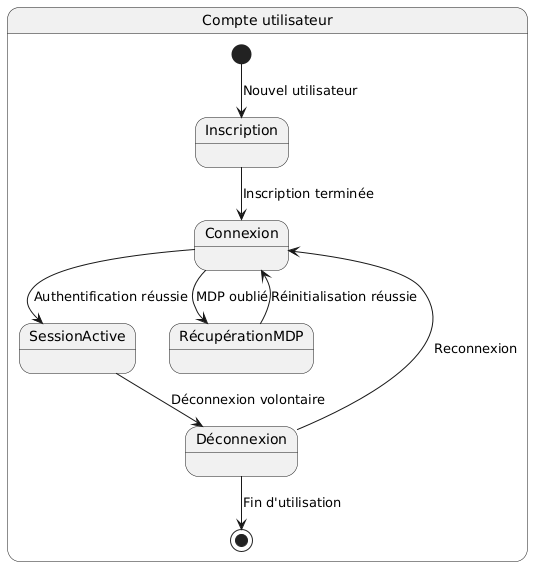 Compte utilisateur
Nouvel utilisateur
Inscription
Inscription terminée
Connexion
Authentification réussie
MDP oublié
Réinitialisation réussie
SessionActive
RécupérationMDP
Reconnexion
Déconnexion volontaire
Déconnexion
Fin d'utilisation